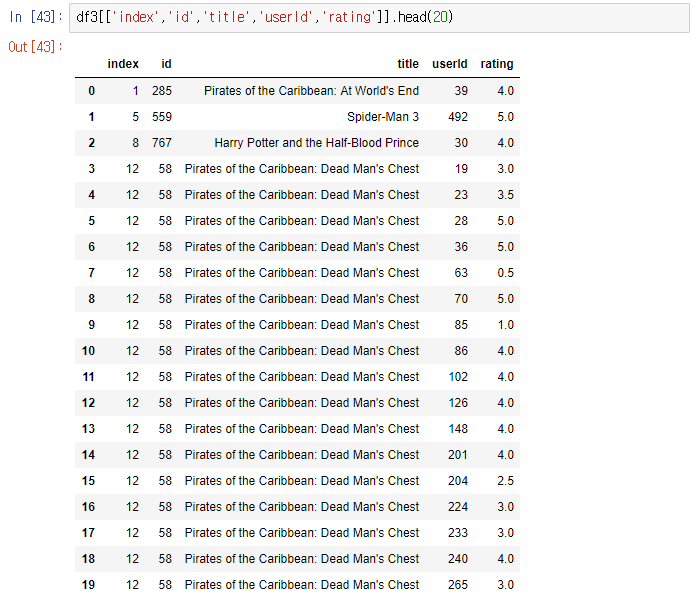 In [43]: df3[['index','id','title','userId','rating']].head(20)
Out[43]:
index id title userId rating
0 1 285 Pirates of the Caribbean: At World's End 39 4.0
1 5 559 Spider-Man 3 492 5.0
2 8 767 Harry Potter and the Half-Blood Prince 30 4.0
3 12 58 Pirates of the Caribbean: Dead Man's Chest 19 3.0
4 12 58 Pirates of the Caribbean: Dead Man's Chest 23 3.5
5 12 58 Pirates of the Caribbean: Dead Man's Chest 28 5.0
6 12 58 Pirates of the Caribbean: Dead Man's Chest 36 5.0
7 12 58 Pirates of the Caribbean: Dead Man's Chest 63 0.5
8 12 58 Pirates of the Caribbean: Dead Man's Chest 70 5.0
9 12 58 Pirates of the Caribbean: Dead Man's Chest 85 1.0
10 12 58 Pirates of the Caribbean: Dead Man's Chest 86 4.0
11 12 58 Pirates of the Caribbean: Dead Man's Chest 102 4.0
12 12 58 Pirates of the Caribbean: Dead Man's Chest 126 4.0
13 12 58 Pirates of the Caribbean: Dead Man's Chest 148 4.0
14 12 58 Pirates of the Caribbean: Dead Man's Chest 201 4.0
15 12 58 Pirates of the Caribbean: Dead Man's Chest 204 2.5
16 12 58 Pirates of the Caribbean: Dead Man's Chest 224 3.0
17 12 58 Pirates of the Caribbean: Dead Man's Chest 233 3.0
18 12 58 Pirates of the Caribbean: Dead Man's Chest 240 4.0
19 12 58 Pirates of the Caribbean: Dead Man's Chest 265 3.0